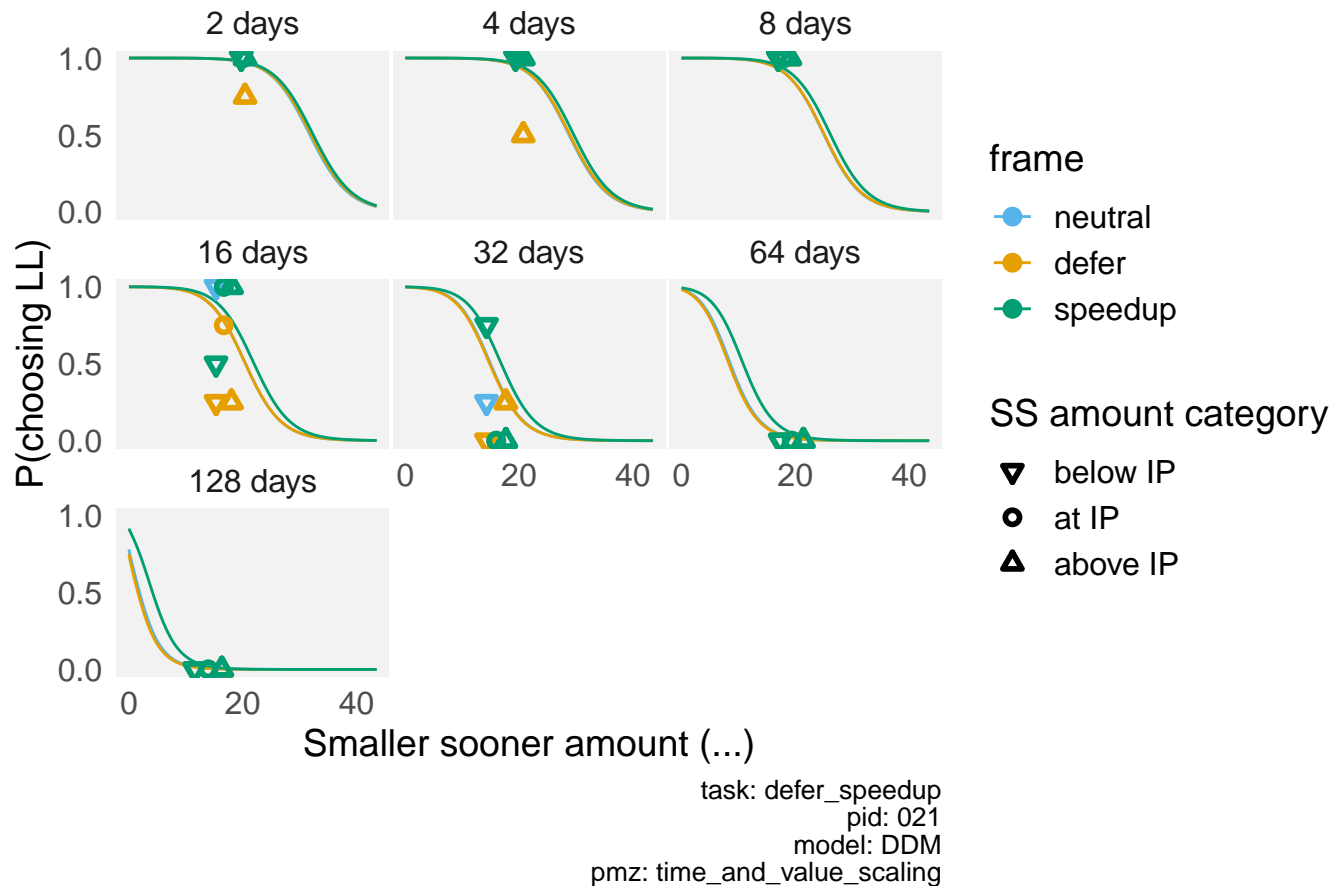 2 days
4 days
8 days
1.0
0.5
0.0
frame
neutral
defer
speedup
16 days
32 days
64 days
1.0
0.5
0.0
P(choosing LL)
SS amount category
below IP
at IP
above IP
0
20
40
0
20
40
128 days
1.0
0.5
0.0
0
20
40
Smaller sooner amount (...)
task: defer_speedup
pid: 021
model: DDM
pmz: time_and_value_scaling